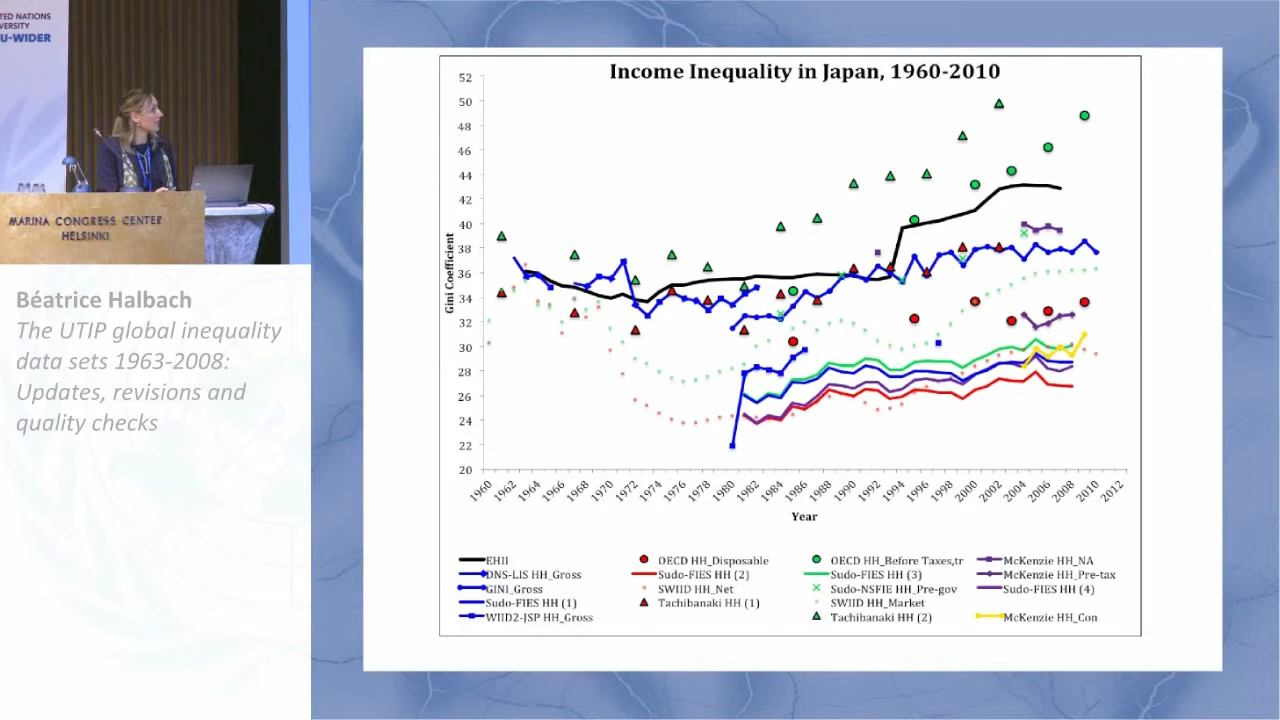 TED NATIONS
VERSITY
U-WIDER
MARINA CONGRESS CENTER
HELSINKI
Béatrice Halbach
The UTIP global inequality
data sets 1963-2008:
Updates, revisions and
quality checks
Income Inequality in Japan, 1960-2010
Gini Coefficient
52
50
48
46
44
42
40
38
36
34
32
30
28
26
24
22
20
1960 1962 1964 1966 1968 1970 1972 1974 1976 1978 1980 1982 1984 1986 1988 1990 1992 1994 1996 1998 2000 2002 2004 2006 2008 2010 2012
Year
EHII OECD HH_Disposable OECD HH_Before Taxes,tr McKenzie HH_NA
DNS-LIS HH_Gross Sudo-FIES HH (2) Sudo-FIES HH (3) McKenzie HH_Pre-tax
GINI_Gross SWIID HH_Net Sudo-NSFIE HH_Pre-gov Sudo-FIES HH (4)
Sudo-FIES HH (1) Tachibanaki HH (1) SWIID HH_Market
WIID2-JSP HH_Gross Tachibanaki HH (2) McKenzie HH_Con